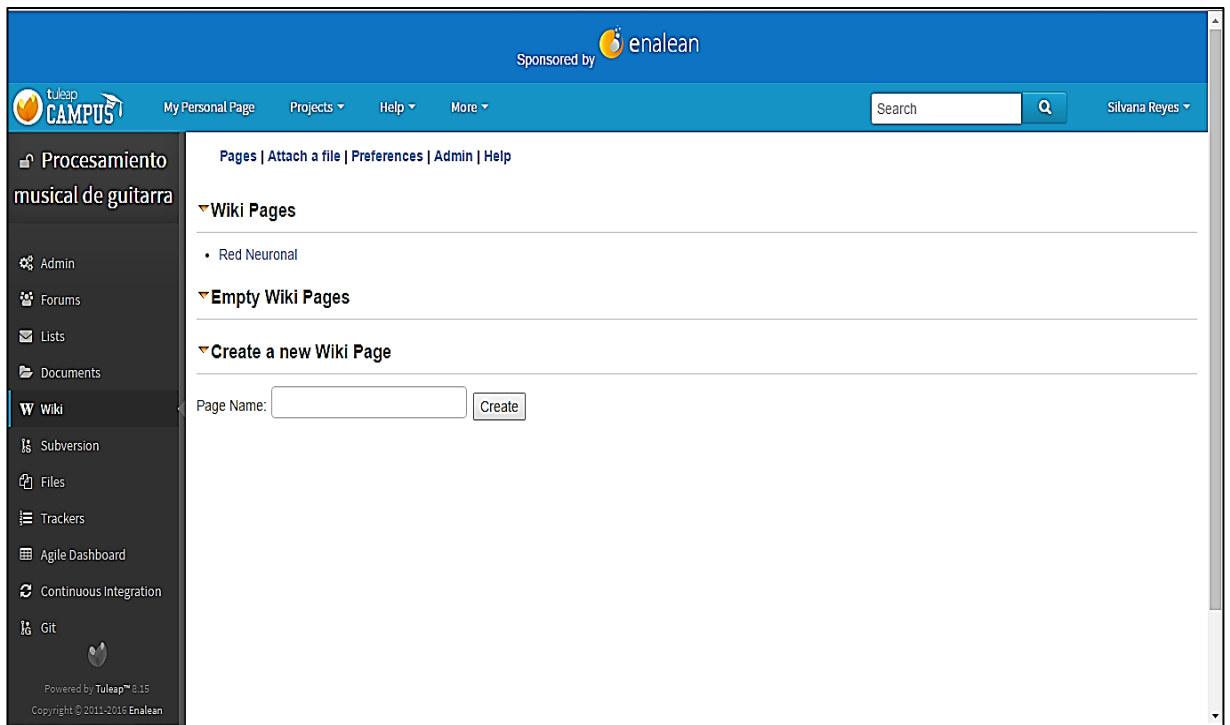 Sponsored by enalean
tuleap
CAMPUS
My Personal Page Projects Help More Search Silvana Reyes
Procesamiento
musical de guitarra
Admin
Forums
Lists
Documents
Wiki
Subversion
Files
Trackers
Agile Dashboard
Continuous Integration
Git
Powered by Tuleap™ 8.15
Copyright © 2011-2016 Enalean
Pages | Attach a file | Preferences | Admin | Help
Wiki Pages
• Red Neuronal
Empty Wiki Pages
Create a new Wiki Page
Page Name: Create